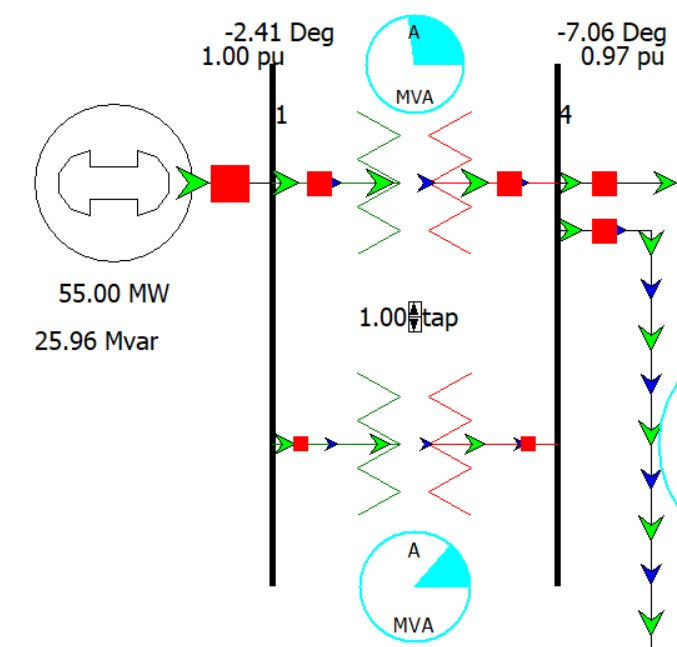 -2.41 Deg
1.00 pu
A
MVA
-7.06 Deg
0.97 pu
1
4
55.00 MW
25.96 Mvar
1.00 tap
A
MVA